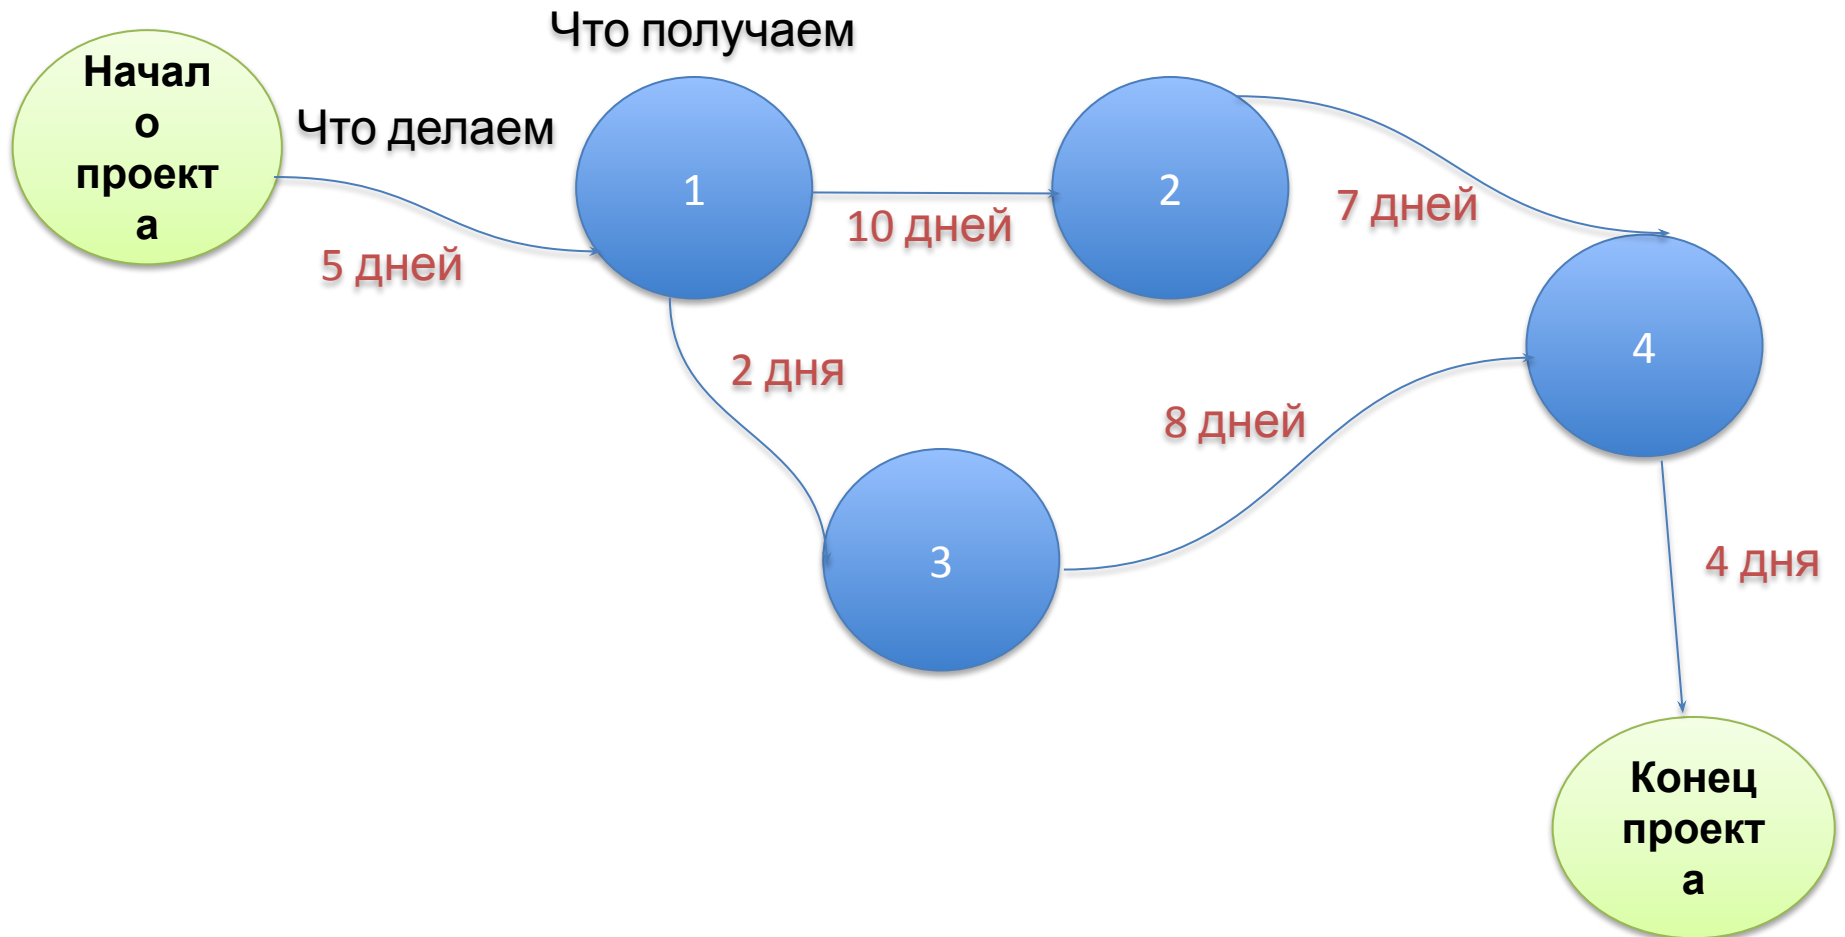 Что получаем
Начал
о
проект
а
Что делаем
5 дней
1
10 дней
2
7 дней
2 дня
3
8 дней
4
4 дня
Конец
проект
а